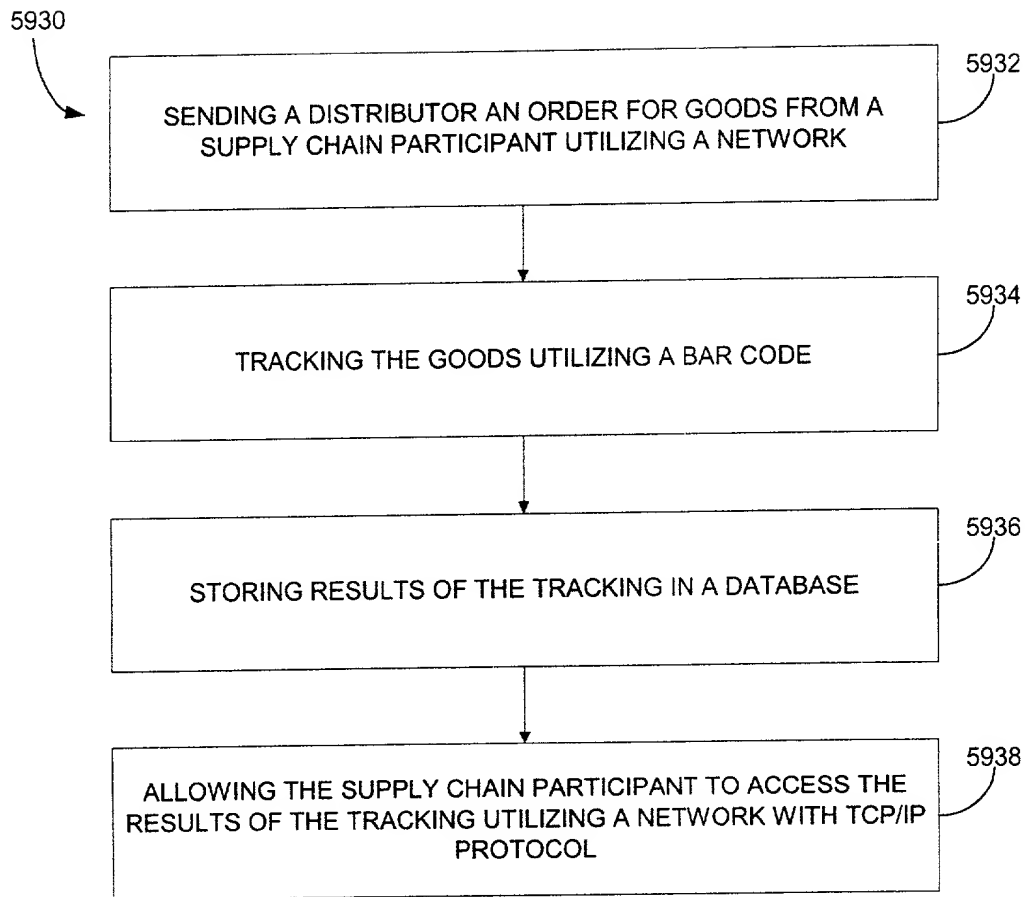 5930
5932
SENDING A DISTRIBUTOR AN ORDER FOR GOODS FROM A
SUPPLY CHAIN PARTICIPANT UTILIZING A NETWORK
5934
TRACKING THE GOODS UTILIZING A BAR CODE
5936
STORING RESULTS OF THE TRACKING IN A DATABASE
5938
ALLOWING THE SUPPLY CHAIN PARTICIPANT TO ACCESS THE
RESULTS OF THE TRACKING UTILIZING A NETWORK WITH TCP/IP
PROTOCOL